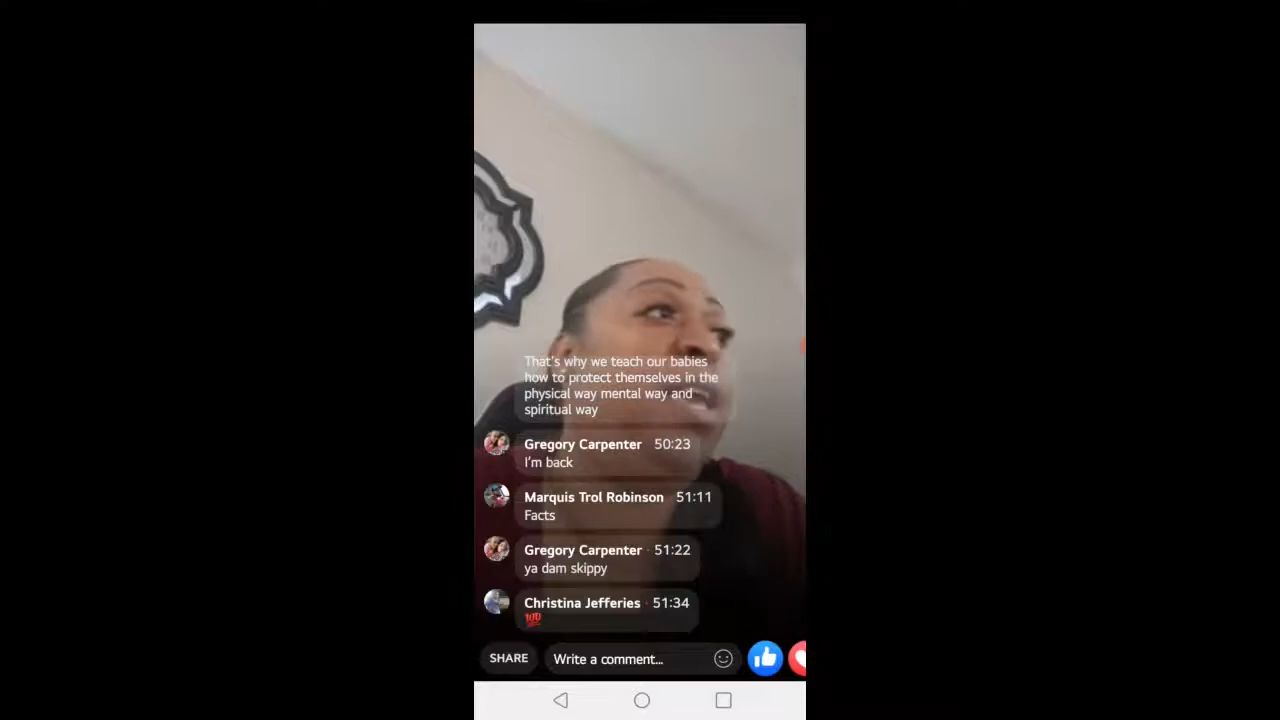 That's why we teach our babies
how to protect themselves in the
physical way mental way and
spiritual way
Gregory Carpenter 50:23
I'm back
Marquis Trol Robinson 51:11
Facts
Gregory Carpenter · 51:22
ya dam skippy
Christina Jefferies · 51:34
💯
SHARE Write a comment...